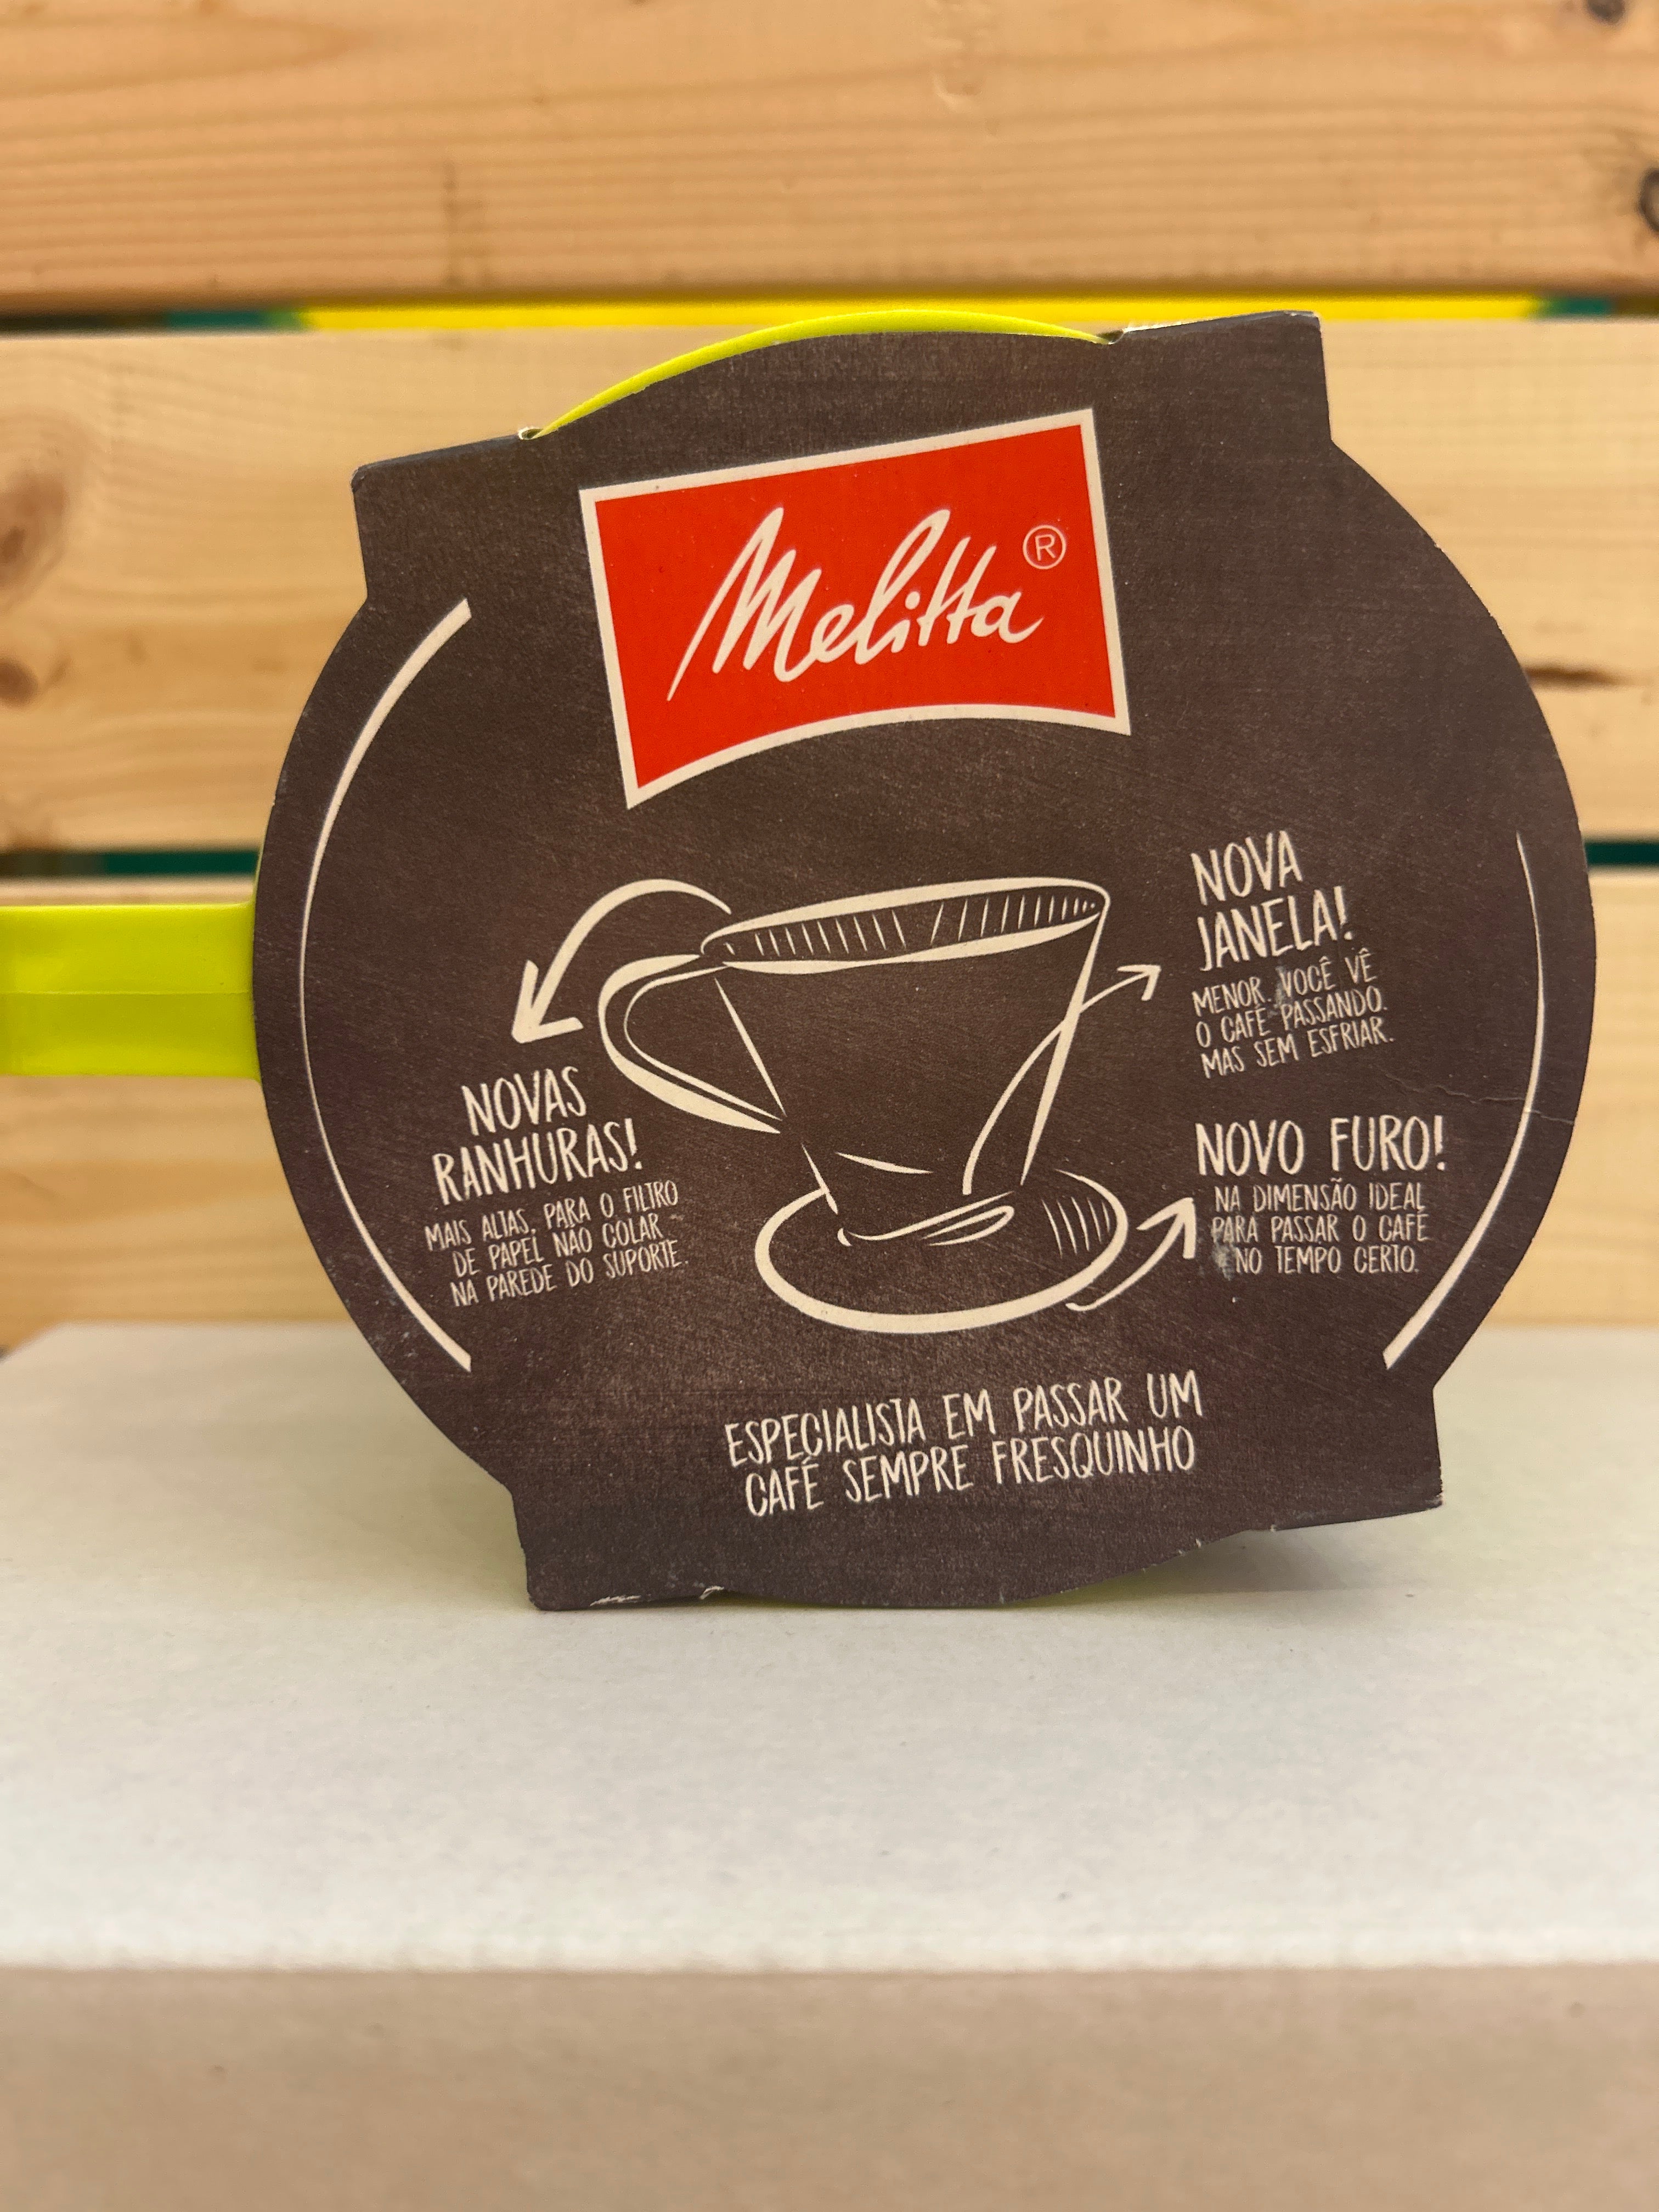 Melitta®
NOVAS
RANHURAS!
MAIS ALTAS, PARA O FILTRO
DE PAPEL NÃO COLAR
NA PAREDE DO SUPORTE.
NOVA
JANELA!
MENOR. VOCÊ VÊ
O CAFÉ PASSANDO.
MAS SEM ESFRIAR.
NOVO FURO!
NA DIMENSÃO IDEAL
PARA PASSAR O CAFÉ
NO TEMPO CERTO.
ESPECIALISTA EM PASSAR UM
CAFÉ SEMPRE FRESQUINHO